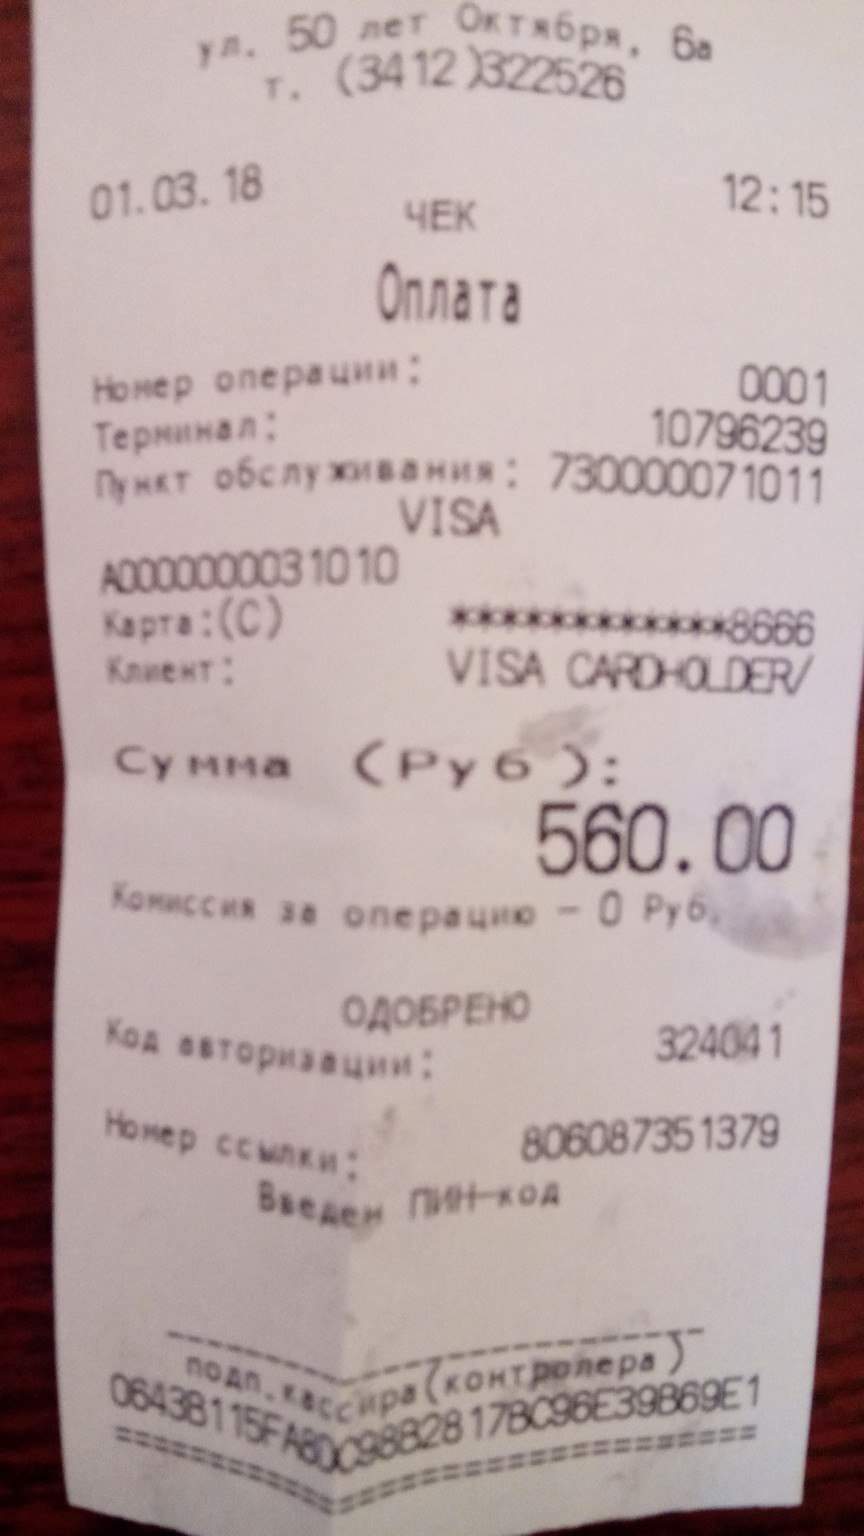 ул. 50 лет Октября, 6а
т. (3412)322526
01.03.18 12:15
ЧЕК
Оплата
Номер операции: 0001
Терминал: 10796239
Пункт обслуживания: 730000071011
VISA
A0000000031010
Карта:(C) ************8666
Клиент: VISA CARDHOLDER/
Сумма (Руб):
560.00
Комиссия за операцию - 0 Руб.
ОДОБРЕНО
Код авторизации: 324041
Номер ссылки: 806087351379
Введен ПИН-код
подп.кассира(контролера)
0643B115FA8DC98B2817BC96E39B69E1